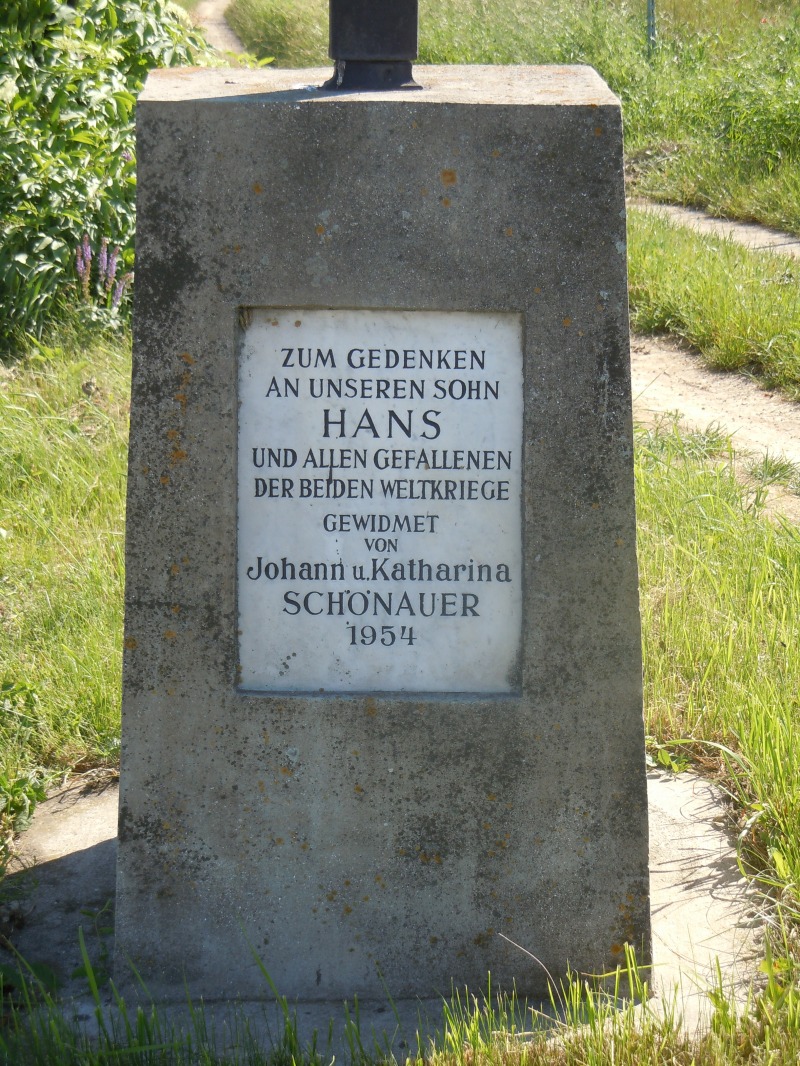 ZUM GEDENKEN
AN UNSEREN SOHN
HANS
UND ALLEN GEFALLENEN
DER BEIDEN WELTKRIEGE
GEWIDMET
VON
Johann u. Katharina
SCHÖNAUER
1954